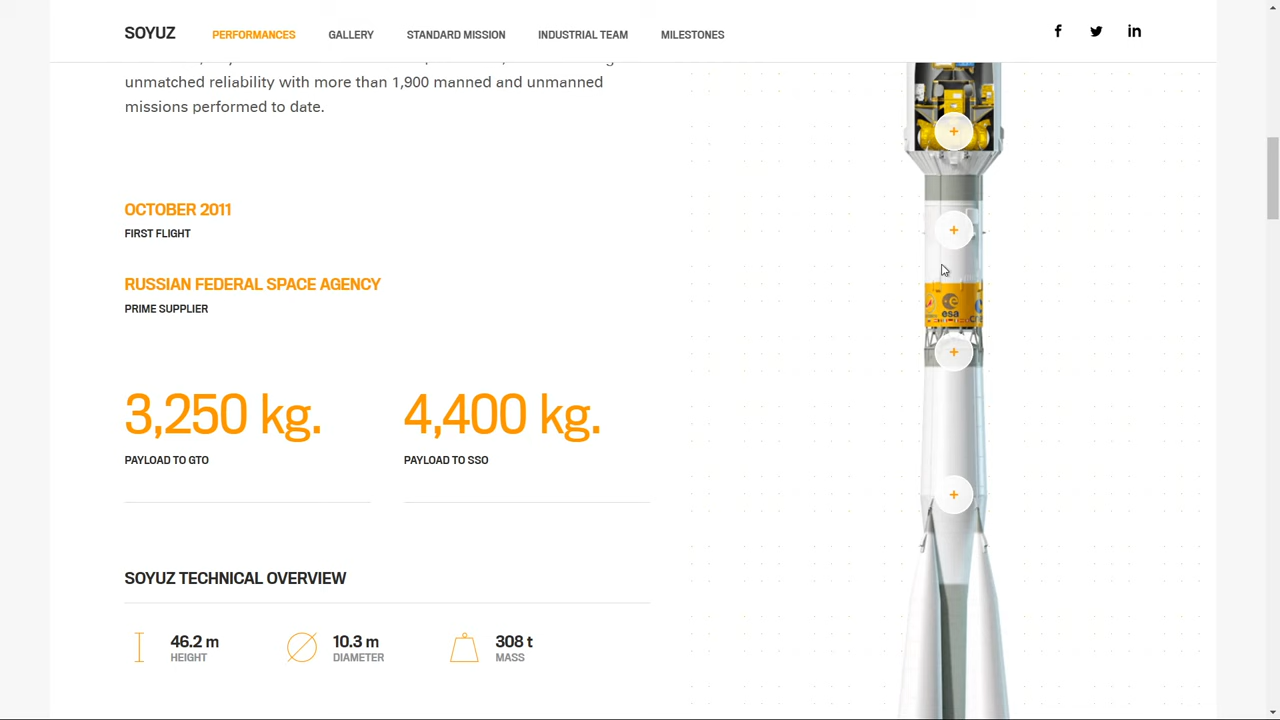 SOYUZ
PERFORMANCES
GALLERY
STANDARD MISSION
INDUSTRIAL TEAM
MILESTONES
unmatched reliability with more than 1,900 manned and unmanned
missions performed to date.
OCTOBER 2011
FIRST FLIGHT
RUSSIAN FEDERAL SPACE AGENCY
PRIME SUPPLIER
3,250 kg.
PAYLOAD TO GTO
4,400 kg.
PAYLOAD TO SSO
SOYUZ TECHNICAL OVERVIEW
46.2 m
HEIGHT
10.3 m
DIAMETER
308 t
MASS
esa